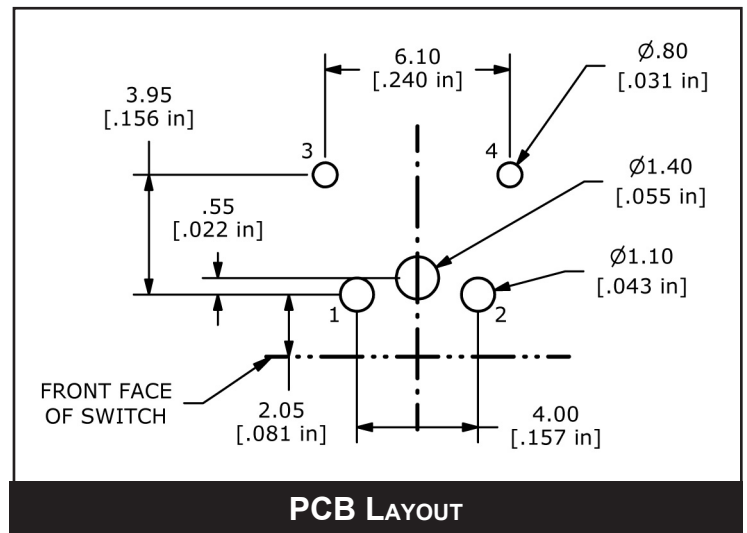 6.10
[.240 in]
Ø.80
[.031 in]
3.95
[.156 in]
3
4
Ø1.40
[.055 in]
.55
[.022 in]
Ø1.10
[.043 in]
1
2
FRONT FACE
OF SWITCH
2.05
[.081 in]
4.00
[.157 in]
PCB LAYOUT